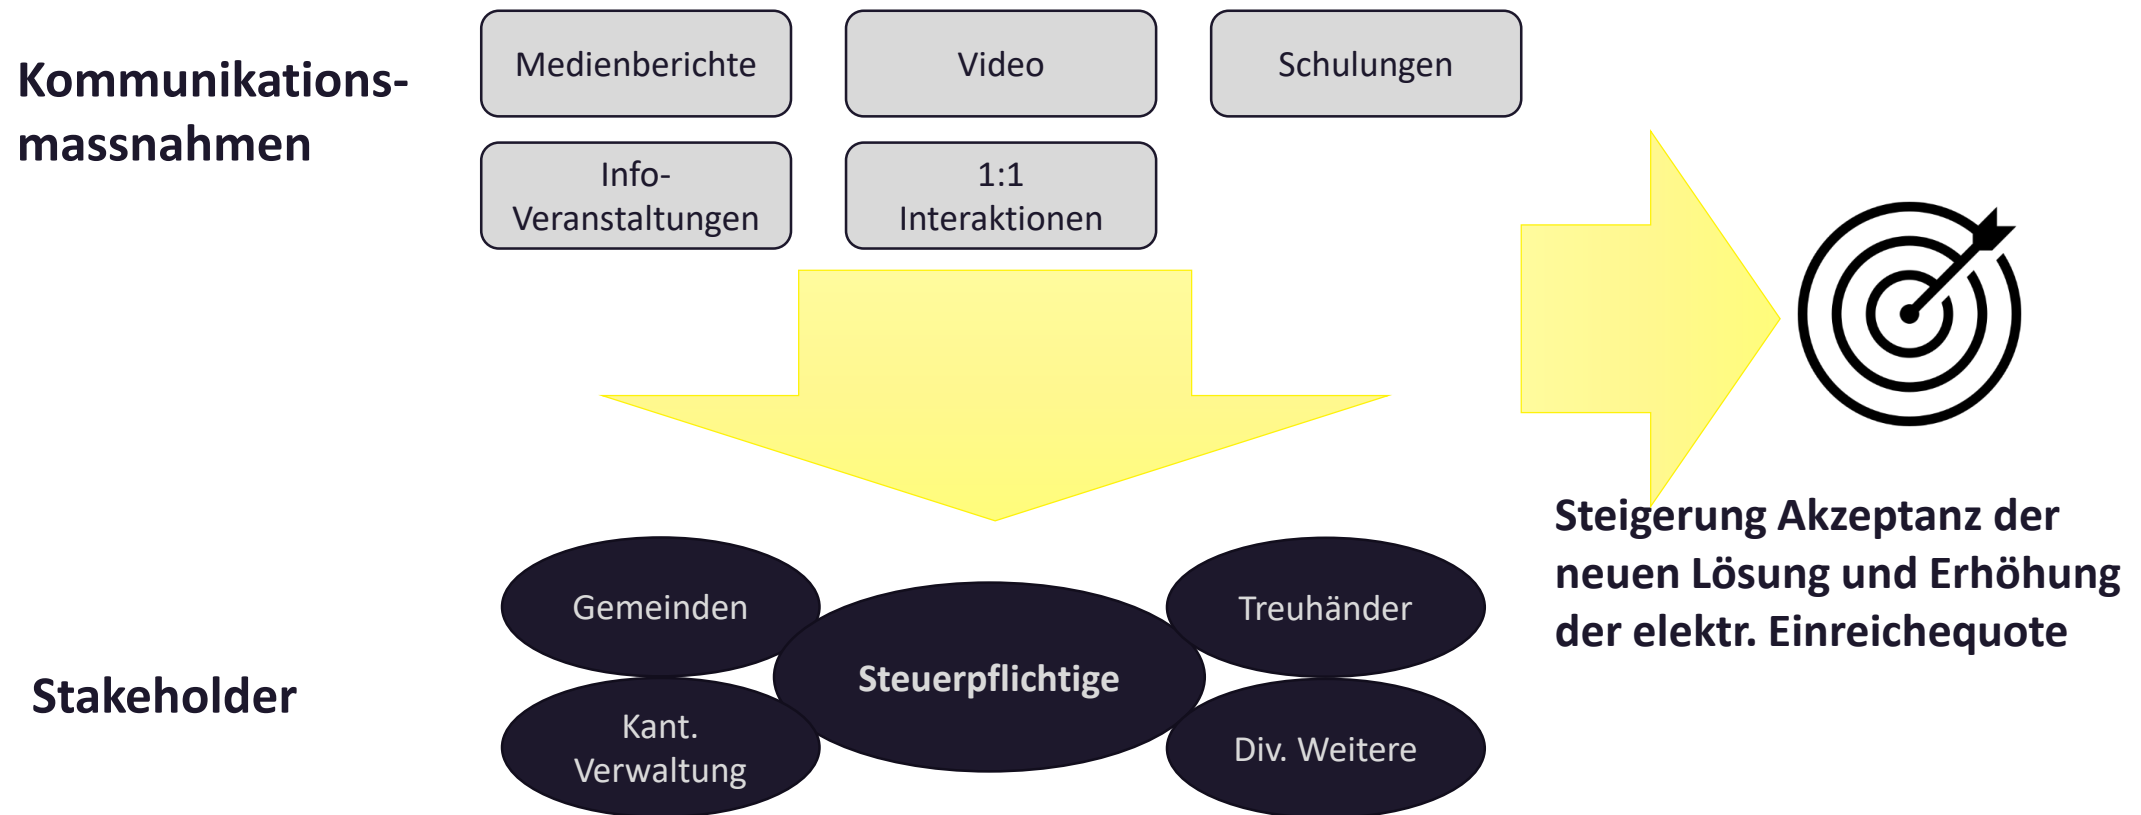 Kommunikations-
massnahmen
Medienberichte
Video
Schulungen
Info-
Veranstaltungen
1:1
Interaktionen
Steigerung Akzeptanz der
neuen Lösung und Erhöhung
der elektr. Einreichequote
Stakeholder
Gemeinden
Steuerpflichtige
Treuhänder
Kant.
Verwaltung
Div. Weitere